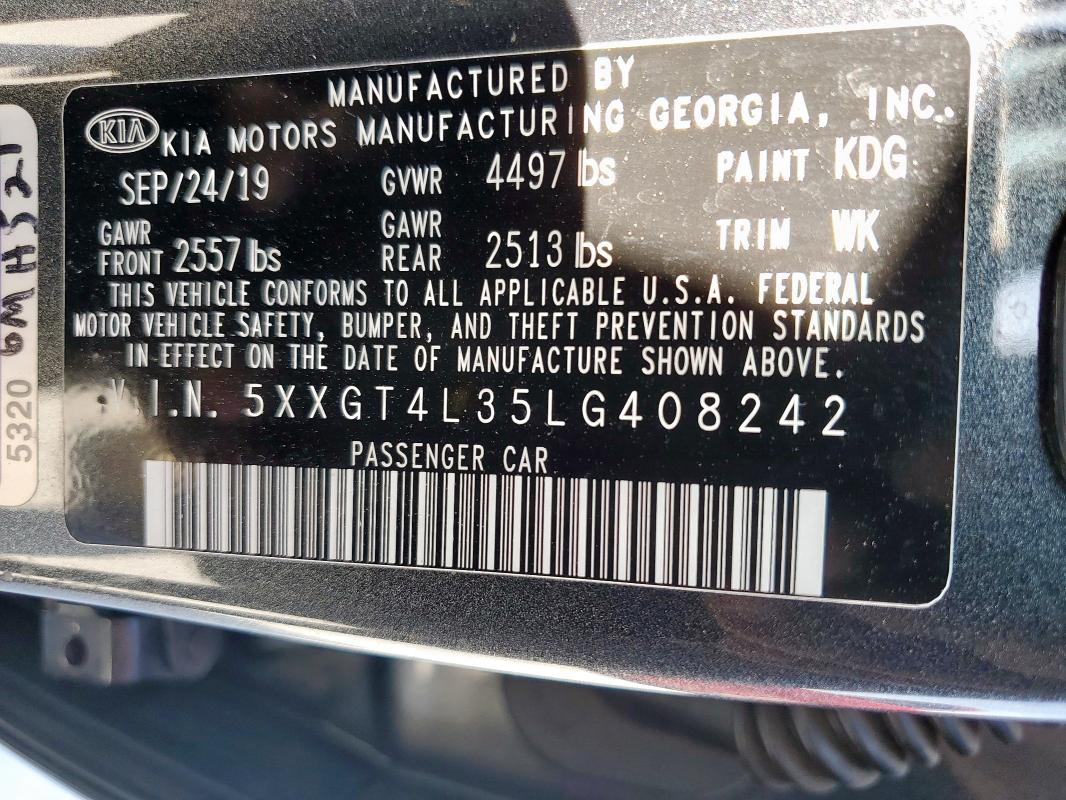 MANUFACTURED BY
KIA KIA MOTORS MANUFACTURING GEORGIA, INC.
SEP/24/19 GVWR 4497 lbs PAINT KDG
GAWR FRONT 2557 lbs GAWR REAR 2513 lbs TRIM WK
THIS VEHICLE CONFORMS TO ALL APPLICABLE U.S.A. FEDERAL
MOTOR VEHICLE SAFETY, BUMPER, AND THEFT PREVENTION STANDARDS
IN EFFECT ON THE DATE OF MANUFACTURE SHOWN ABOVE.
V.I.N. 5XXGT4L35LG408242
PASSENGER CAR
5320